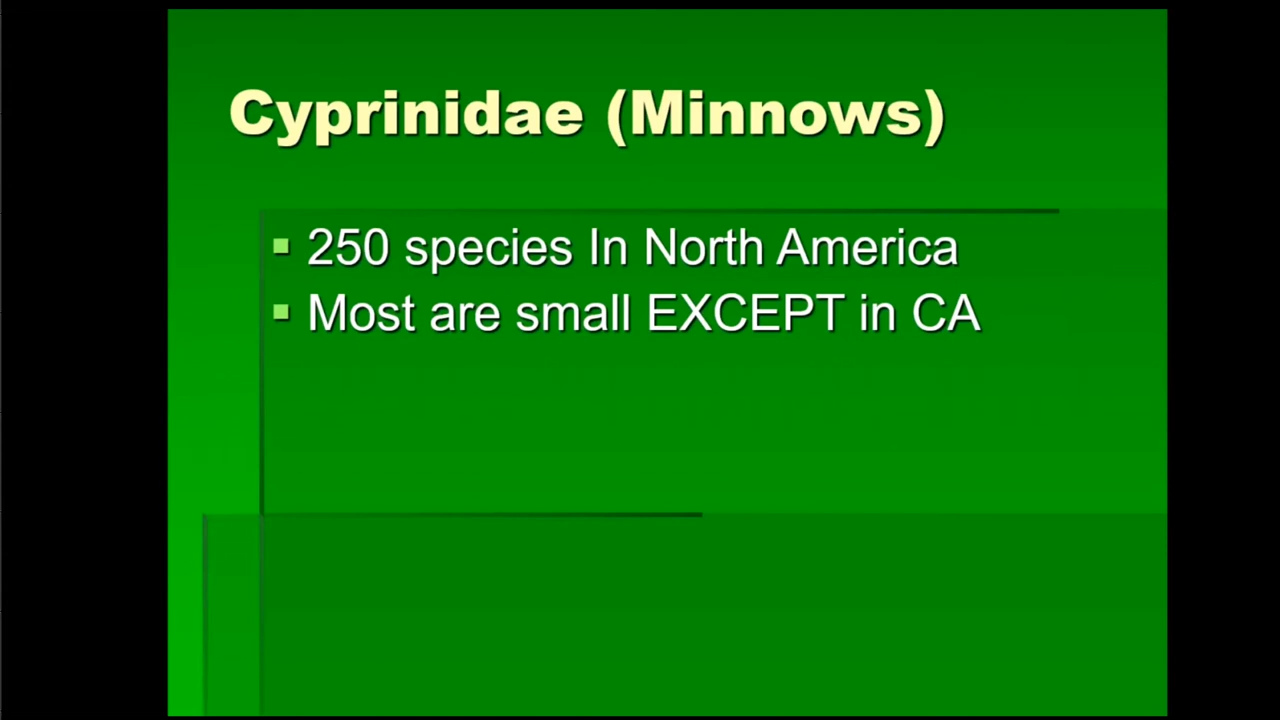 Cyprinidae (Minnows)
250 species In North America
Most are small EXCEPT in CA